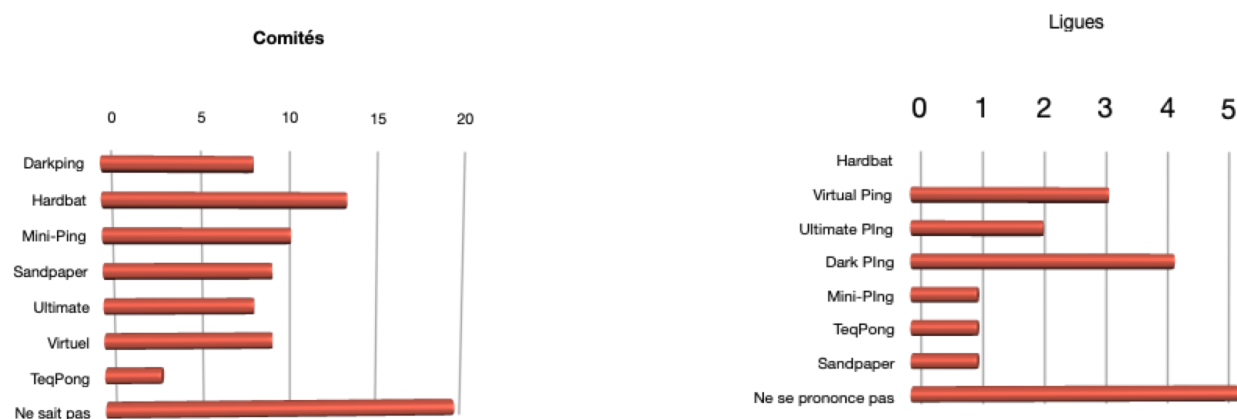 Comités
0 5 10 15 20
Darkping
Hardbat
Mini-Ping
Sandpaper
Ultimate
Virtuel
TeqPong
Ne sait pas
Ligues
0 1 2 3 4 5
Hardbat
Virtual Ping
Ultimate PIng
Dark PIng
Mini-PIng
TeqPong
Sandpaper
Ne se prononce pas